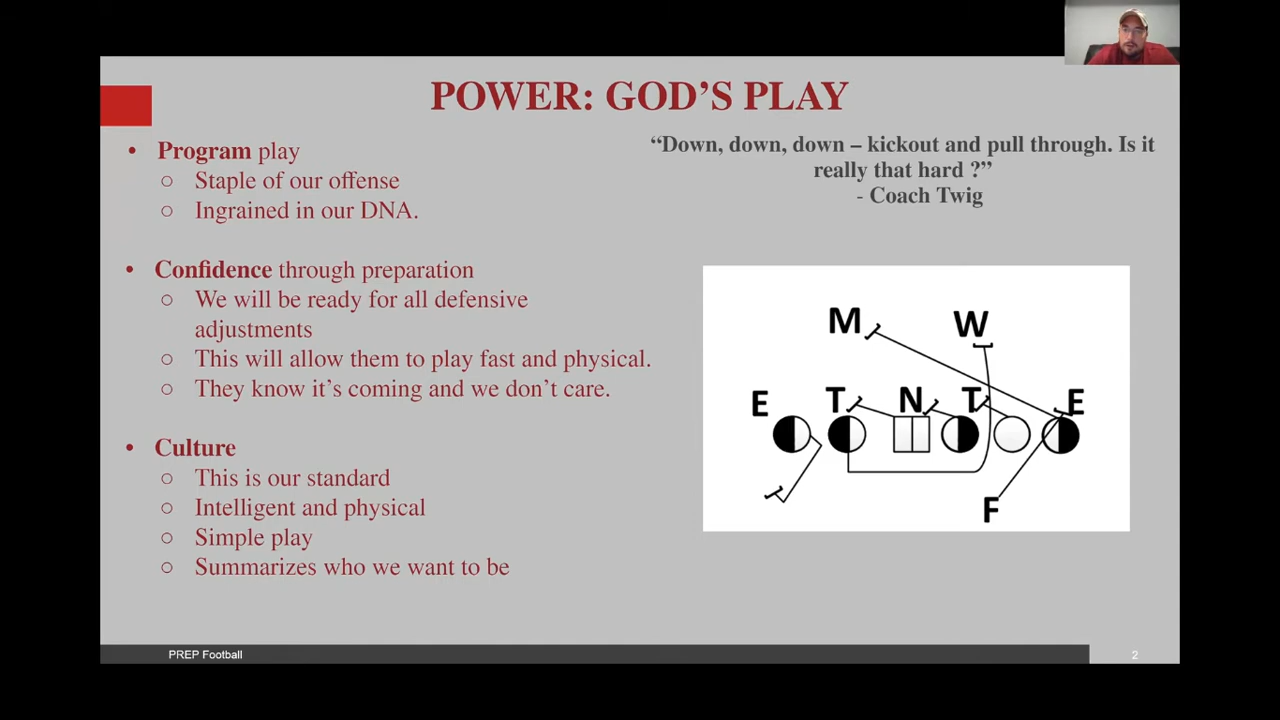 POWER: GOD'S PLAY
• Program play
○ Staple of our offense
○ Ingrained in our DNA.
• Confidence through preparation
○ We will be ready for all defensive
adjustments
○ This will allow them to play fast and physical.
○ They know it's coming and we don't care.
• Culture
○ This is our standard
○ Intelligent and physical
○ Simple play
○ Summarizes who we want to be
“Down, down, down – kickout and pull through. Is it
really that hard ?”
- Coach Twig
M W
E T N T E
F
PREP Football
2